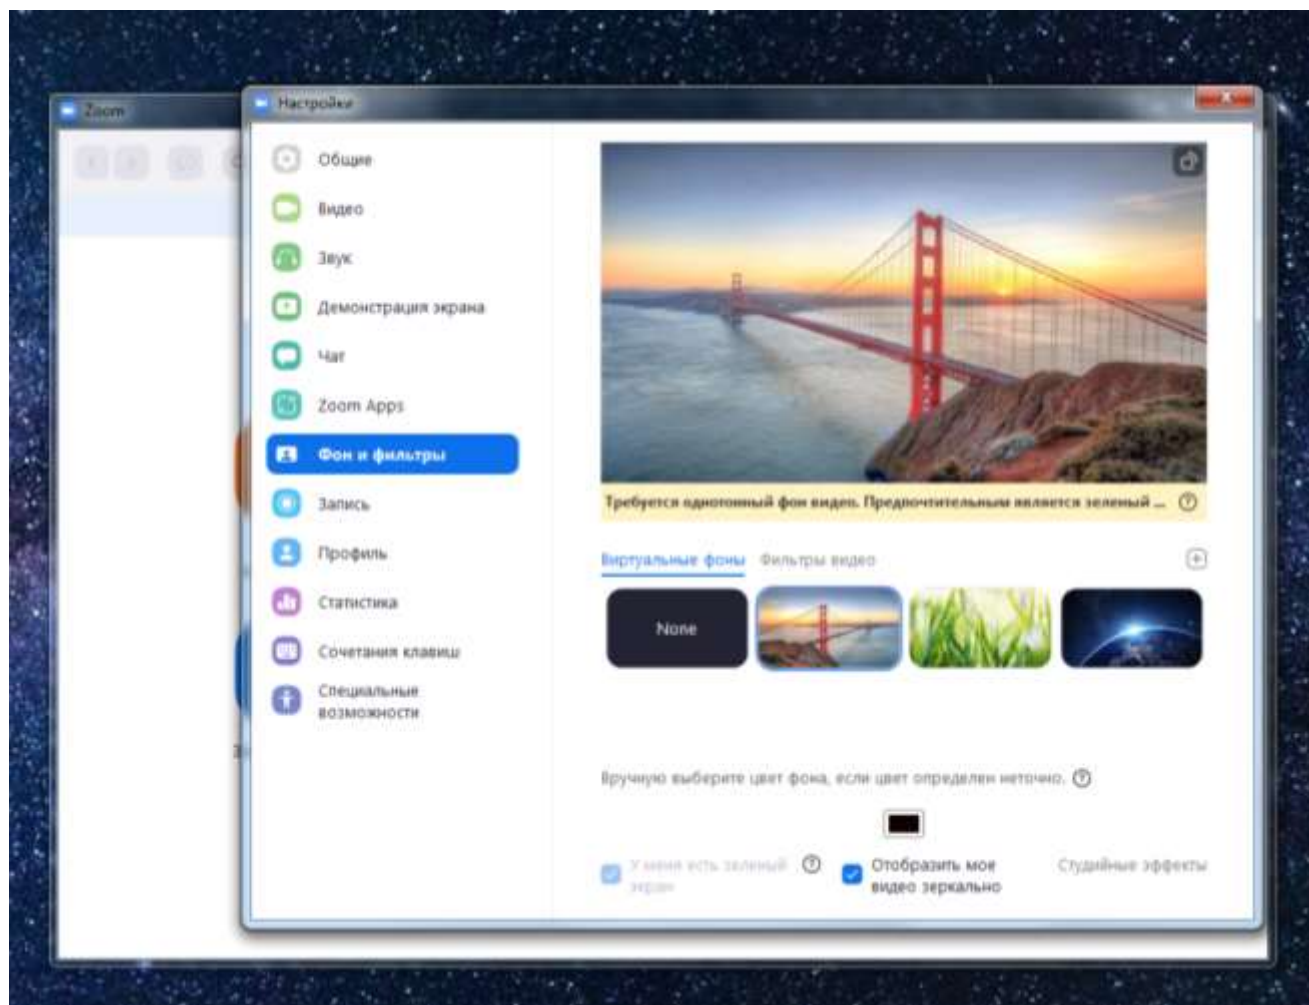 Zoom
Настройки
Общие
Видео
Звук
Демонстрация экрана
Чат
Zoom Apps
Фон и фильтры
Запись
Профиль
Статистика
Сочетания клавиш
Специальные
возможности
Требуется однотонный фон видео. Предпочтительным является зеленый ...
Виртуальные фоны Фильтры видео
None
Вручную выберите цвет фона, если цвет определен неточно.
У меня есть зеленый
экран
Отобразить мое
видео зеркально
Студийные эффекты